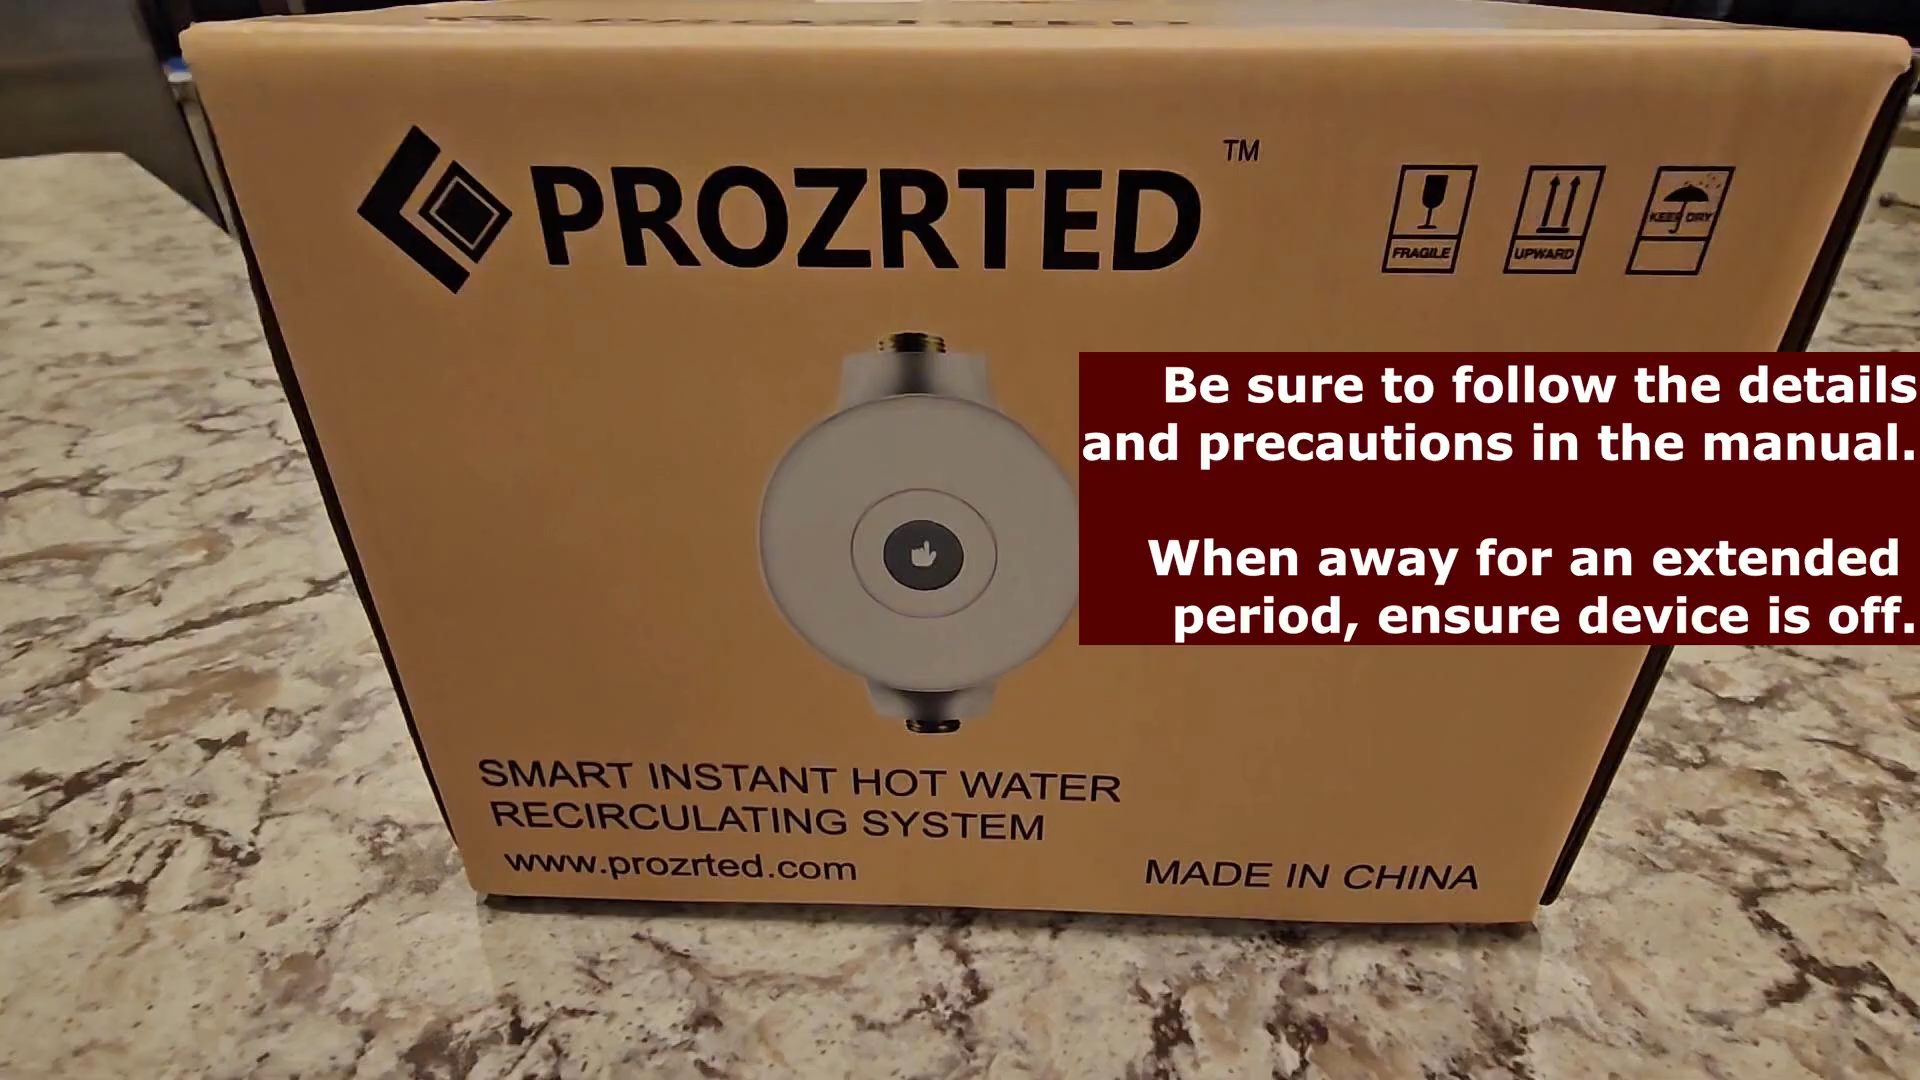 PROZRTED
TM
FRAGILE
UPWARD
KEEP DRY
Be sure to follow the details
and precautions in the manual.
When away for an extended
period, ensure device is off.
SMART INSTANT HOT WATER
RECIRCULATING SYSTEM
www.prozrted.com
MADE IN CHINA